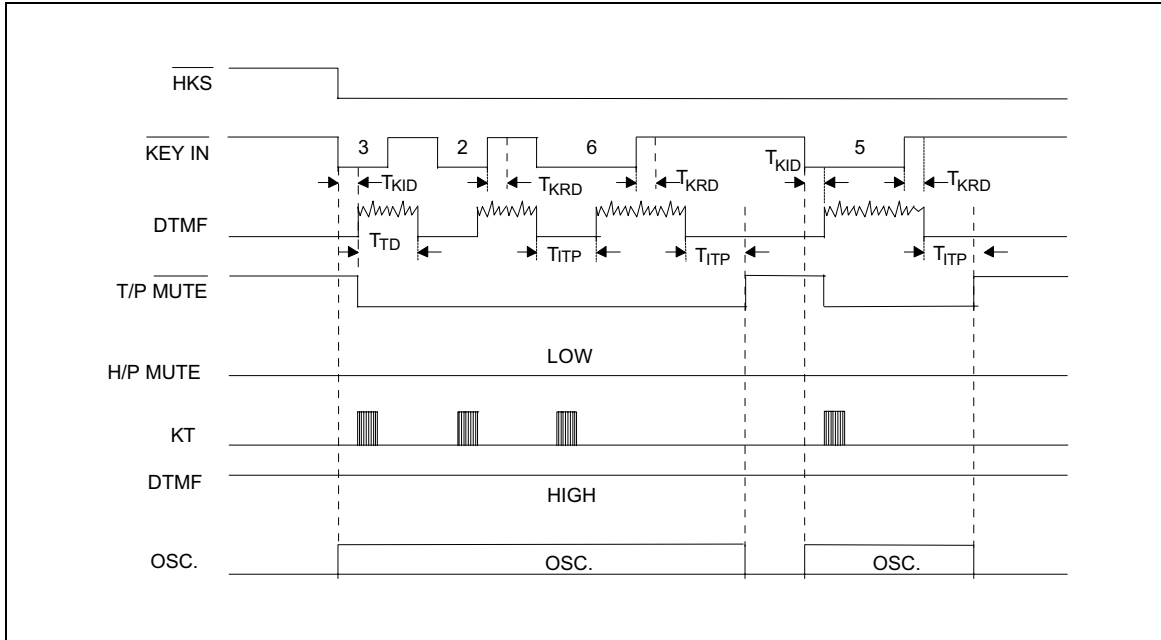 HKS
KEY IN
3
2
6
5
TKID
TKRD
TKRD
TKID
TKRD
DTMF
TTD
TITP
TITP
TITP
T/P MUTE
LOW
H/P MUTE
KT
DTMF
HIGH
OSC.
OSC.
OSC.